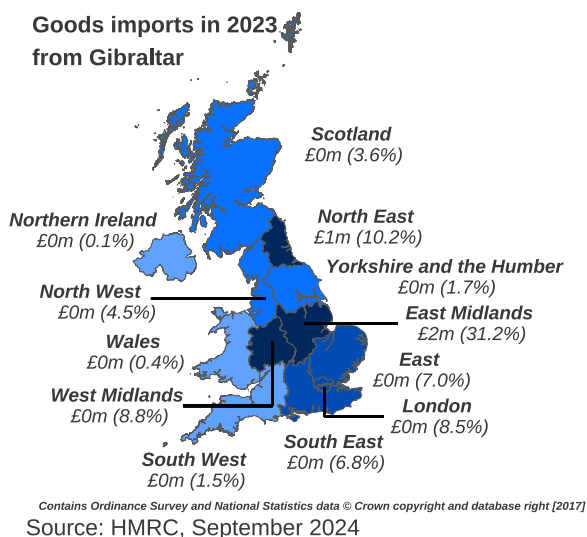 Goods imports in 2023
from Gibraltar
Scotland
£0m (3.6%)
Northern Ireland
£0m (0.1%)
North East
£1m (10.2%)
Yorkshire and the Humber
£0m (1.7%)
North West
£0m (4.5%)
East Midlands
£2m (31.2%)
Wales
£0m (0.4%)
East
£0m (7.0%)
West Midlands
£0m (8.8%)
London
£0m (8.5%)
South East
£0m (6.8%)
South West
£0m (1.5%)
Contains Ordinance Survey and National Statistics data © Crown copyright and database right [2017]
Source: HMRC, September 2024